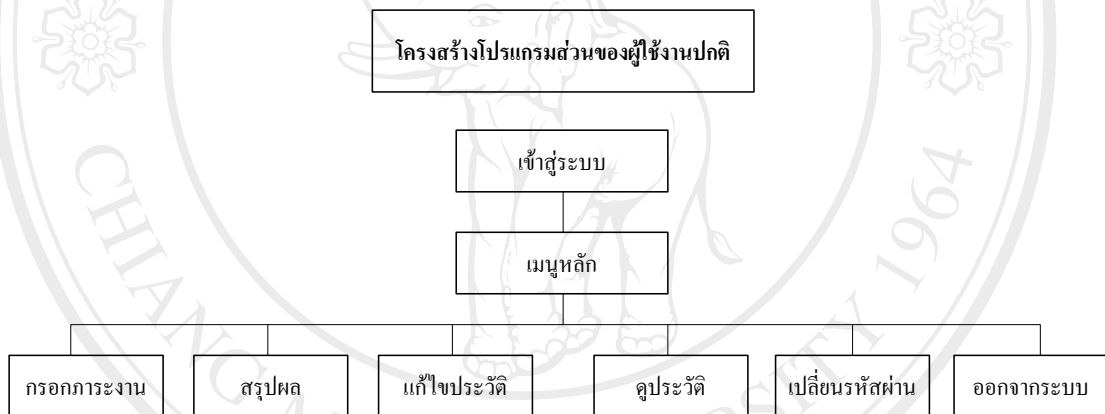 โครงสร้างโปรแกรมส่วนของผู้ใช้งานปกติ
เข้าสู่ระบบ
เมนูหลัก
กรอกภาระงาน
สรุปผล
แก้ไขประวัติ
ดูประวัติ
เปลี่ยนรหัสผ่าน
ออกจากระบบ
CHIANG
UNIVERSITY 1964